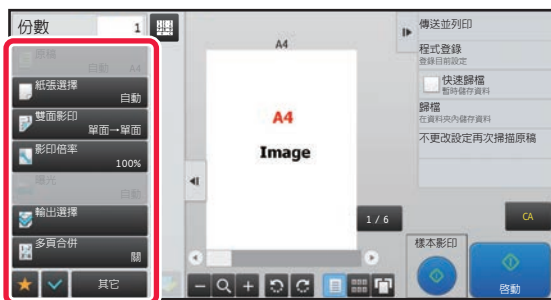 份數 1
原稿
自動 A4
紙張選擇
自動
雙面影印
單面→單面
影印倍率
100%
曝光
自動
輸出選擇
多頁合併
關
其它
A4
A4
Image
1 / 6
傳送並列印
程式登錄
登錄目前設定
快速歸檔
暫時儲存資料
歸檔
在資料夾內儲存資料
不更改設定再次掃描原稿
CA
樣本影印
啓動